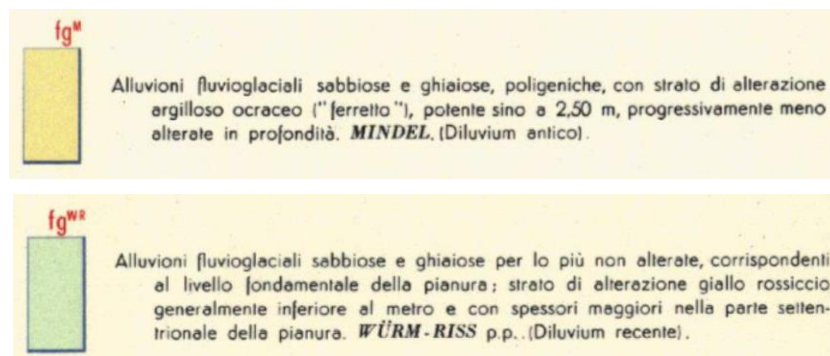 fgM
Alluvioni fluvioglaciali sabbiose e ghiaiose, poligeniche, con strato di alterazione
argilloso ocraceo ("ferretto"), potente sino a 2,50 m, progressivamente meno
alterate in profondità. MINDEL. (Diluvium antico).
fgWR
Alluvioni fluvioglaciali sabbiose e ghiaiose per lo più non alterate, corrispondenti
al livello fondamentale della pianura; strato di alterazione giallo rossiccio
generalmente inferiore al metro e con spessori maggiori nella parte setten-
trionale della pianura. WÜRM-RISS p.p.. (Diluvium recente).